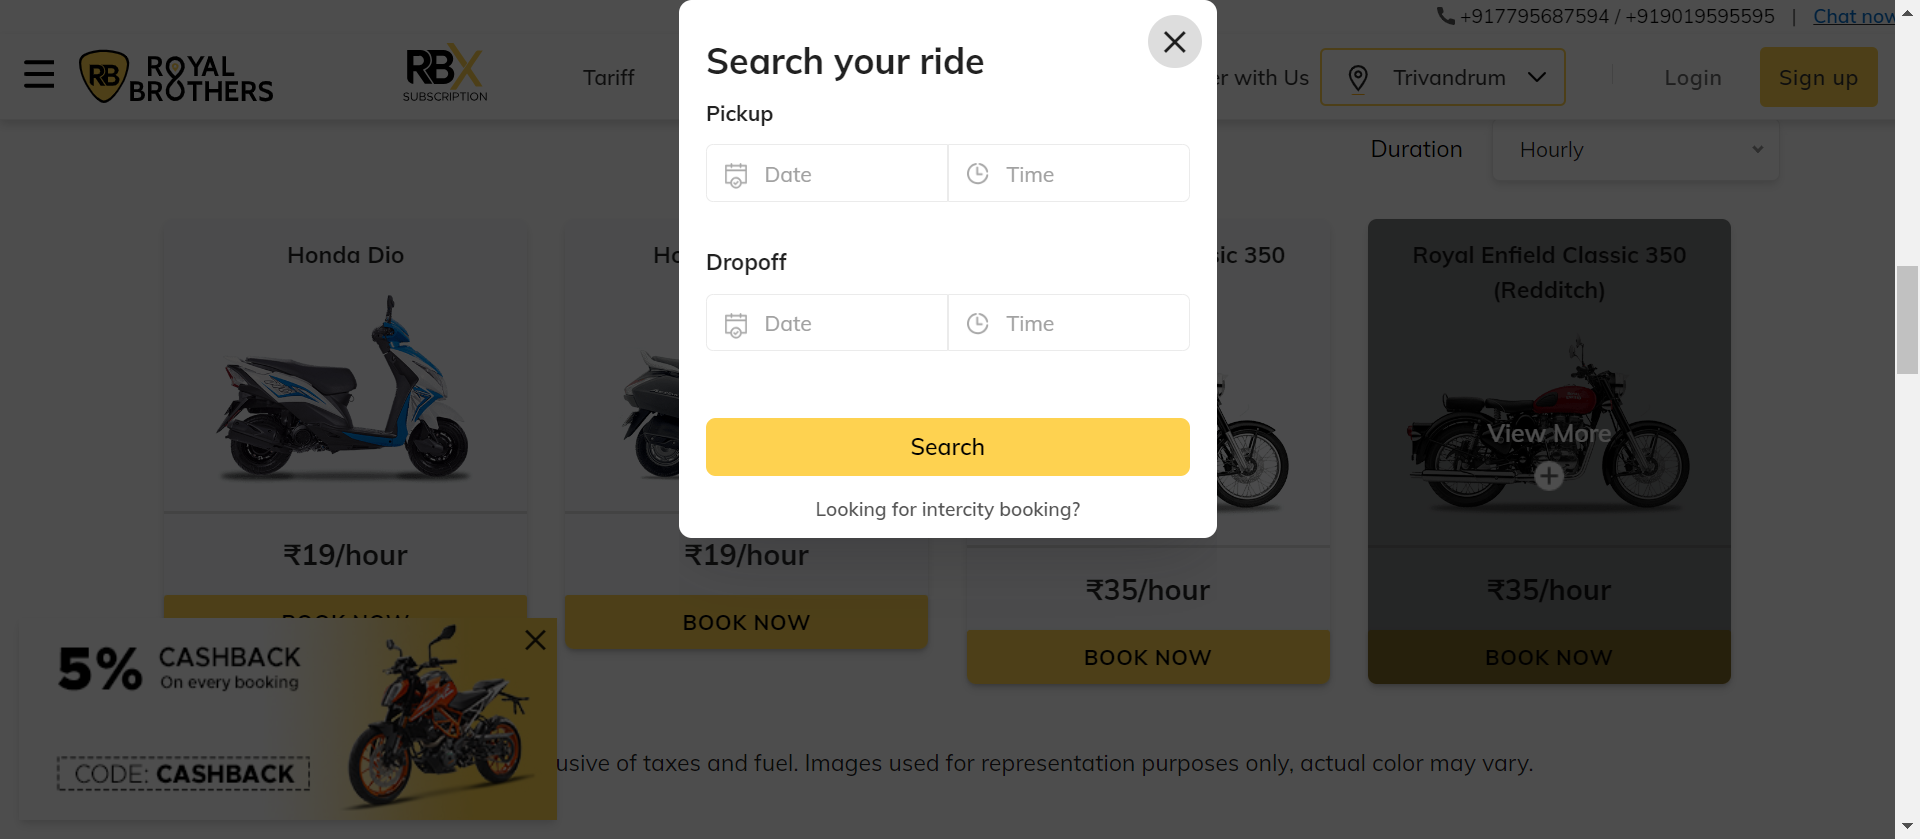 +917795687594 / +919019595595 | Chat now
RB ROYAL BROTHERS
RBX SUBSCRIPTION
Tariff
er with Us
Trivandrum
Login
Sign up
Duration
Hourly
Search your ride
Pickup
Date
Time
Dropoff
Date
Time
Search
Looking for intercity booking?
Honda Dio
₹19/hour
BOOK NOW
Ho
₹19/hour
BOOK NOW
sic 350
₹35/hour
BOOK NOW
Royal Enfield Classic 350
(Redditch)
View More
₹35/hour
BOOK NOW
5% CASHBACK
On every booking
CODE: CASHBACK
usive of taxes and fuel. Images used for representation purposes only, actual color may vary.